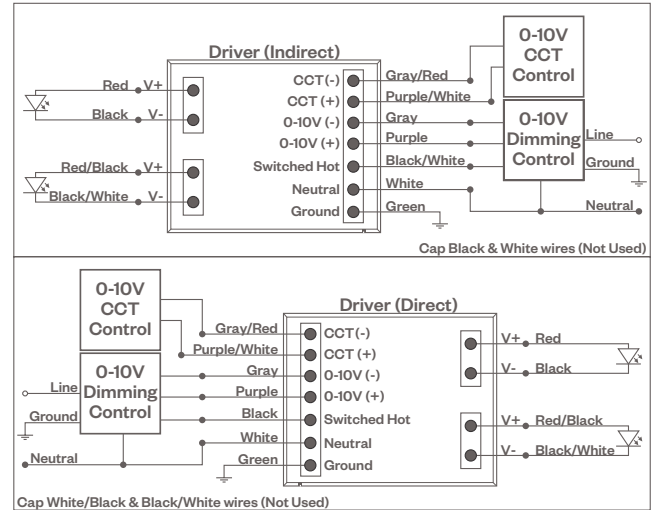 Driver (Indirect)
0-10V
CCT
Control
Red V+
Black V-
Red/Black V+
Black/White V-
CCT(-) Gray/Red
CCT (+) Purple/White
0-10V (-) Gray
0-10V (+) Purple
Switched Hot Black/White
Neutral White
Ground Green
0-10V
Dimming
Control
Line
Ground
Neutral
Cap Black & White wires (Not Used)
0-10V
CCT
Control
Driver (Direct)
Gray/Red CCT(-)
Purple/White CCT (+)
Gray 0-10V (-)
Purple 0-10V (+)
Black Switched Hot
White Neutral
Green Ground
0-10V
Dimming
Control
Line
Ground
Neutral
V+ Red
V- Black
V+ Red/Black
V- Black/White
Cap White/Black & Black/White wires (Not Used)